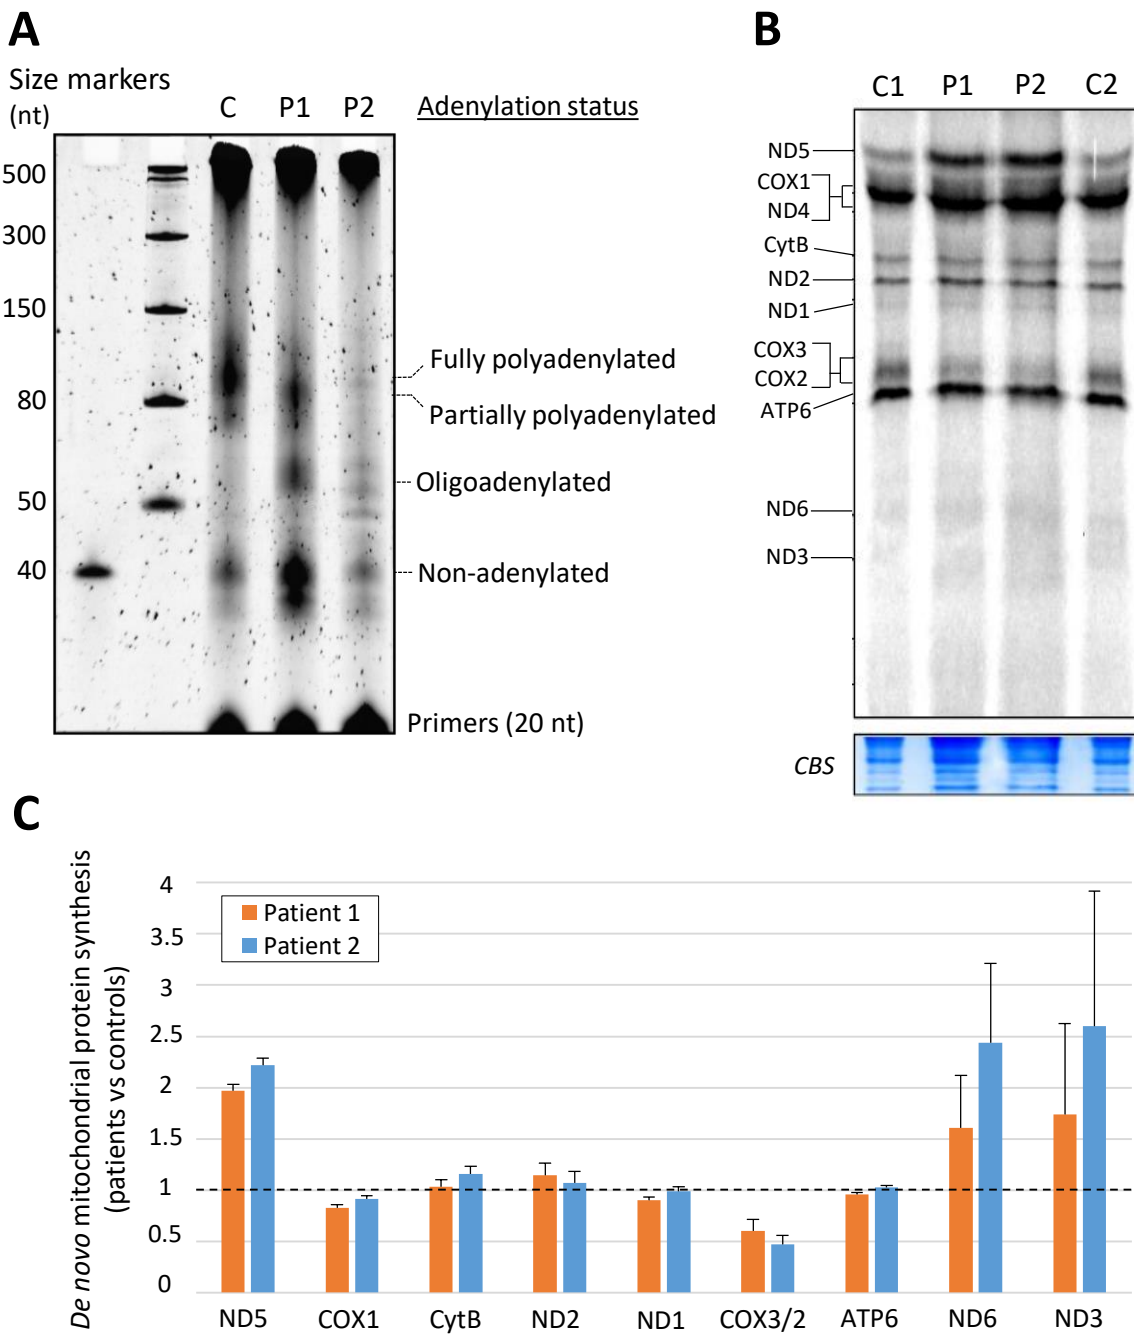 A
Size markers
(nt)
C P1 P2
Adenylation status
500
300
150
80
50
40
Fully polyadenylated
Partially polyadenylated
Oligoadenylated
Non-adenylated
Primers (20 nt)
B
C1 P1 P2 C2
ND5
COX1
ND4
CytB
ND2
ND1
COX3
COX2
ATP6
ND6
ND3
CBS
C
De novo mitochondrial protein synthesis
(patients vs controls)
4
3.5
3
2.5
2
1.5
1
0.5
0
Patient 1
Patient 2
ND5 COX1 CytB ND2 ND1 COX3/2 ATP6 ND6 ND3